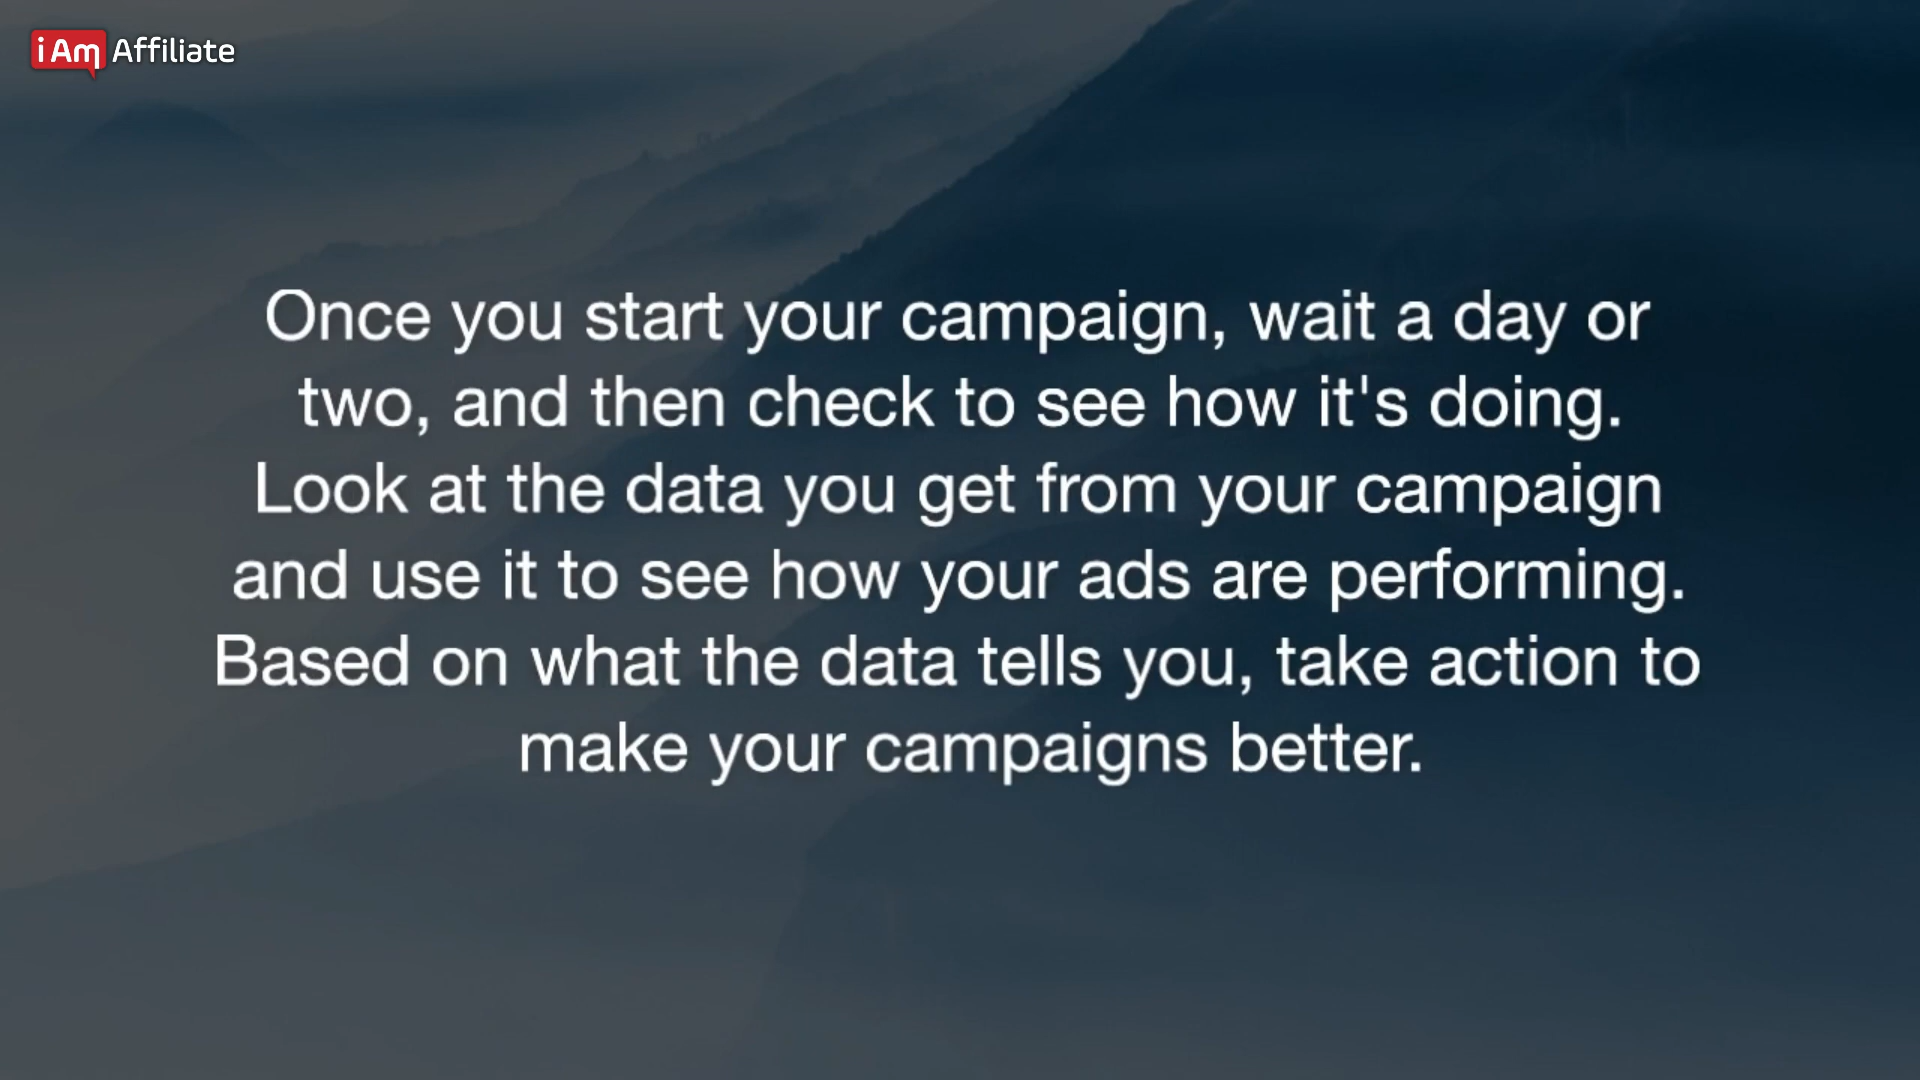 i Am Affiliate
Once you start your campaign, wait a day or
two, and then check to see how it's doing.
Look at the data you get from your campaign
and use it to see how your ads are performing.
Based on what the data tells you, take action to
make your campaigns better.